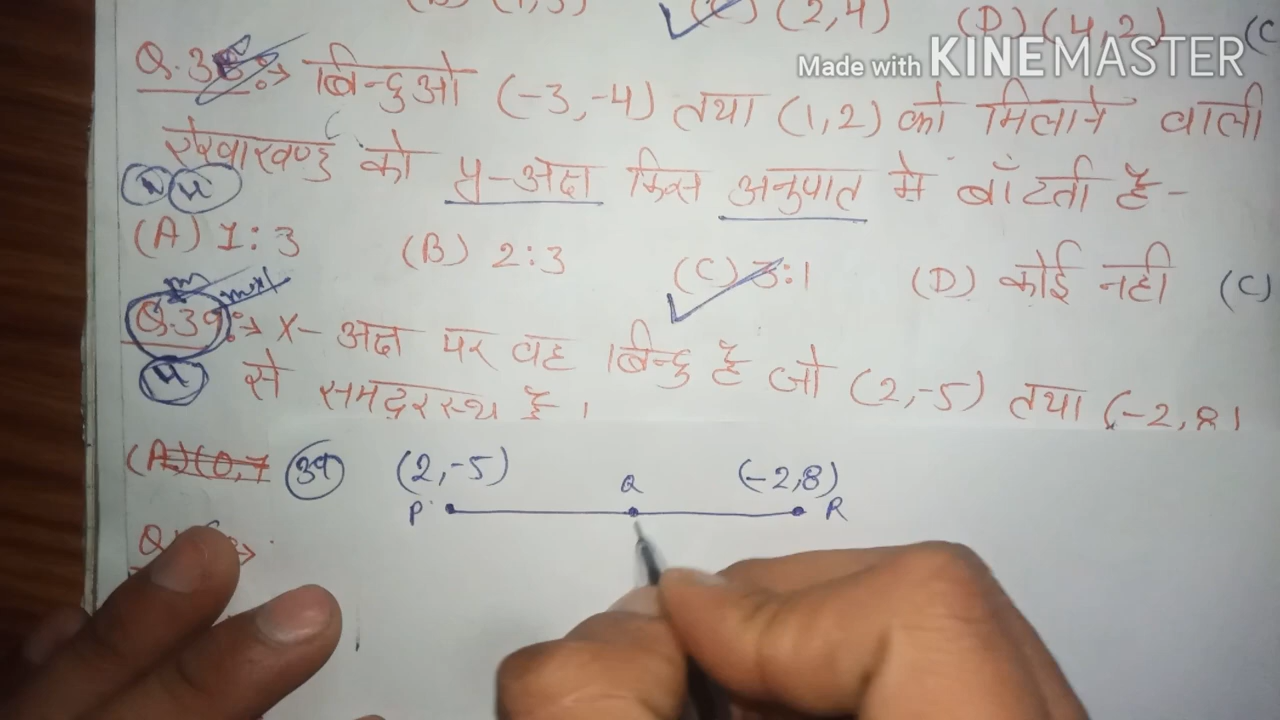 (2,4) (D) (4,2) (C
Made with KINEMASTER
बिन्दुओ (-3,-4) तथा (1,2) को मिलाने वाली
रेखाखण्ड को y-अक्ष किस अनुपात मे बाँटती है-
(A) 1:3 (B) 2:3 (C) 3:1 (D) कोई नही (C)
Q.39:→ X- अक्ष पर वह बिन्दु है जो (2,-5) तथा (-2,8)
से समदूरस्थ है।
(A) (0,7 39 (2,-5) Q (-2,8)
P R